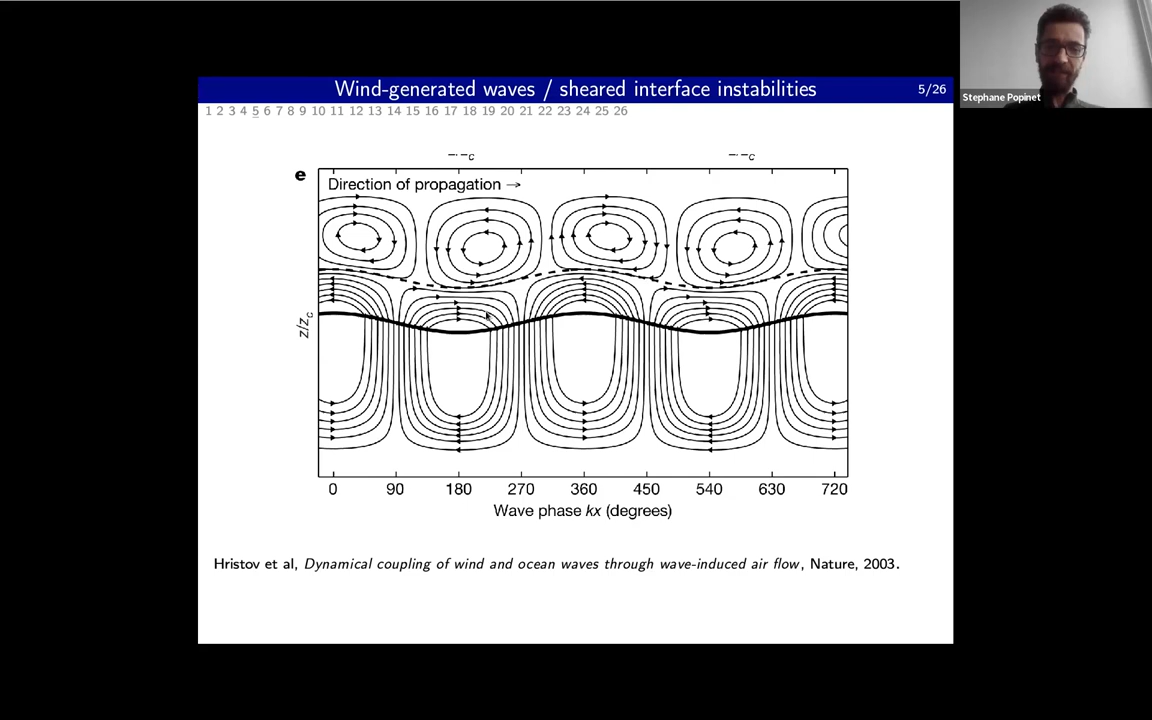 Wind-generated waves / sheared interface instabilities 5/26
1 2 3 4 5 6 7 8 9 10 11 12 13 14 15 16 17 18 19 20 21 22 23 24 25 26
Stephane Popinet
e
Direction of propagation →
z/z_c
0 90 180 270 360 450 540 630 720
Wave phase kx (degrees)
Hristov et al, Dynamical coupling of wind and ocean waves through wave-induced air flow, Nature, 2003.